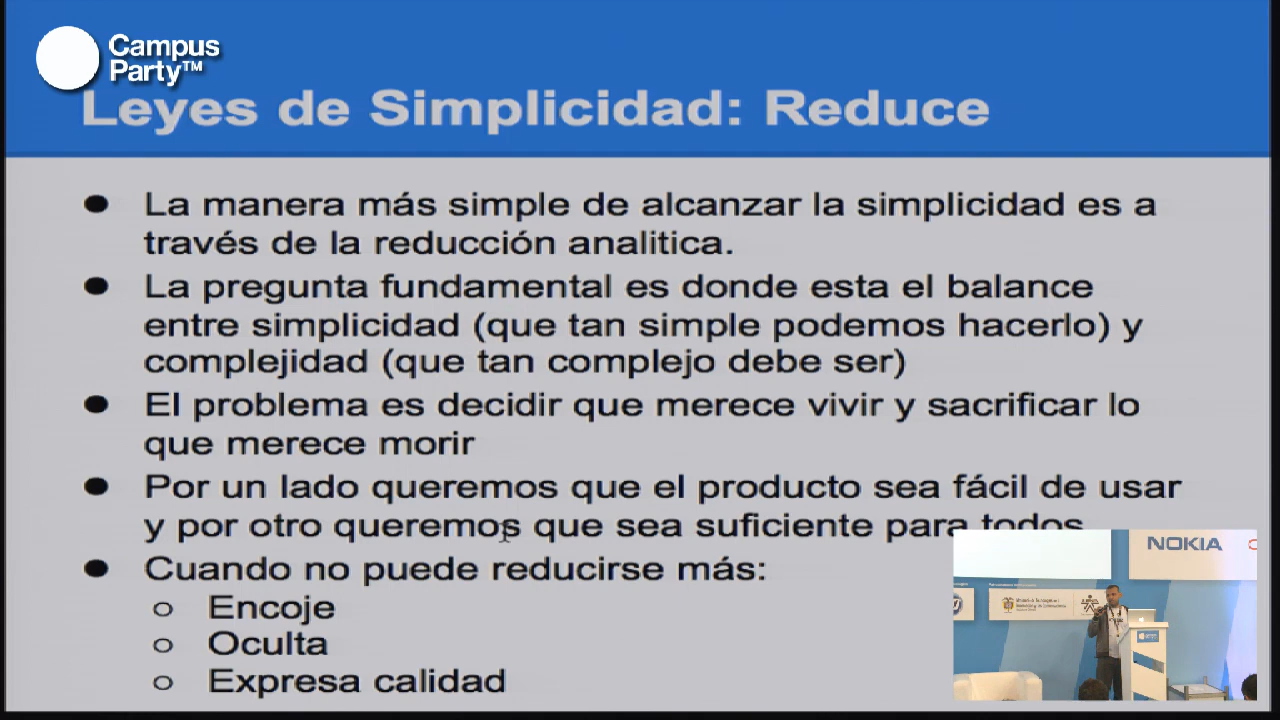 Campus
Party™
Leyes de Simplicidad: Reduce
● La manera más simple de alcanzar la simplicidad es a
través de la reducción analitica.
● La pregunta fundamental es donde esta el balance
entre simplicidad (que tan simple podemos hacerlo) y
complejidad (que tan complejo debe ser)
● El problema es decidir que merece vivir y sacrificar lo
que merece morir
● Por un lado queremos que el producto sea fácil de usar
y por otro queremos que sea suficiente para todos
● Cuando no puede reducirse más:
○ Encoje
○ Oculta
○ Expresa calidad
NOKIA